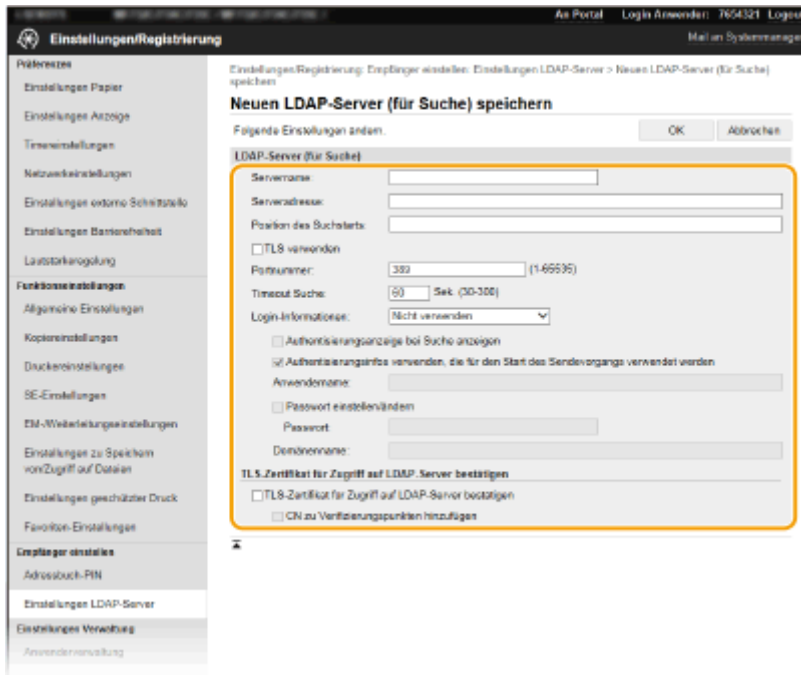 An Portal Login Anwender: 7654321 Logou
Einstellungen/Registrierung
Mail an Systemmanage
Präferenzen
Einstellungen Papier
Einstellungen Anzeige
Timereinstellungen
Netzwerkeinstellungen
Einstellungen externe Schnittstelle
Einstellungen Barrierefreiheit
Lautstärkeregelung
Funktionseinstellungen
Allgemeine Einstellungen
Kopiereinstellungen
Druckereinstellungen
SE-Einstellungen
EM-/Weiterleitungseinstellungen
Einstellungen zu Speichern
von/Zugriff auf Dateien
Einstellungen geschützter Druck
Favoriten-Einstellungen
Empfänger einstellen
Adressbuch-PIN
Einstellungen LDAP-Server
Einstellungen Verwaltung
Anwenderverwaltung
Einstellungen/Registrierung: Empfänger einstellen: Einstellungen LDAP-Server > Neuen LDAP-Server (für Suche)
speichern
Neuen LDAP-Server (für Suche) speichern
Folgende Einstellungen ändern.
OK
Abbrechen
LDAP-Server (für Suche)
Servername:
Serveradresse:
Position des Suchstarts:
TLS verwenden
Portnummer: 389 (1-65535)
Timeout Suche: 60 Sek. (30-300)
Login-Informationen: Nicht verwenden
Authentisierungsanzeige bei Suche anzeigen
Authentisierungsinfos verwenden, die für den Start des Sendevorgangs verwendet werden
Anwendername:
Passwort einstellen/ändern
Passwort:
Domänenname:
TLS-Zertifikat für Zugriff auf LDAP-Server bestätigen
TLS-Zertifikat für Zugriff auf LDAP-Server bestätigen
CN zu Verifizierungspunkten hinzufügen